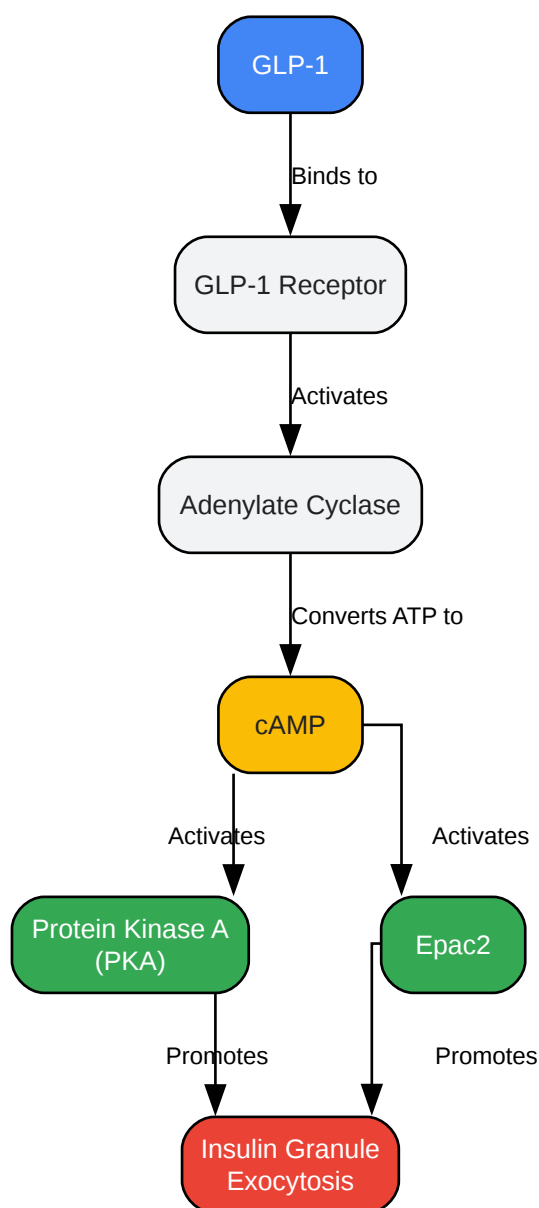 GLP-1
Binds to
GLP-1 Receptor
Activates
Adenylate Cyclase
Converts ATP to
cAMP
Activates
Activates
Protein Kinase A
(PKA)
Epac2
Promotes
Promotes
Insulin Granule
Exocytosis